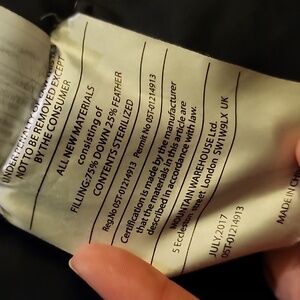 UNDER PENALTY OF
NOT TO BE REMOVED EXCEPT
BY THE CONSUMER
ALL NEW MATERIALS
consisting of
FILLING:75% DOWN 25% FEATHER
CONTENTS STERILIZED
Reg.No 05T-01214913 Permit No 05T-01214913
Certification is made by the manufacturer
that the materials in this article are
described in accordance with law.
MOUNTAIN WAREHOUSE Ltd.
5 Eccleston Street, London SW1W9LX UK
JULY,2017
05T-01214913
MADE IN